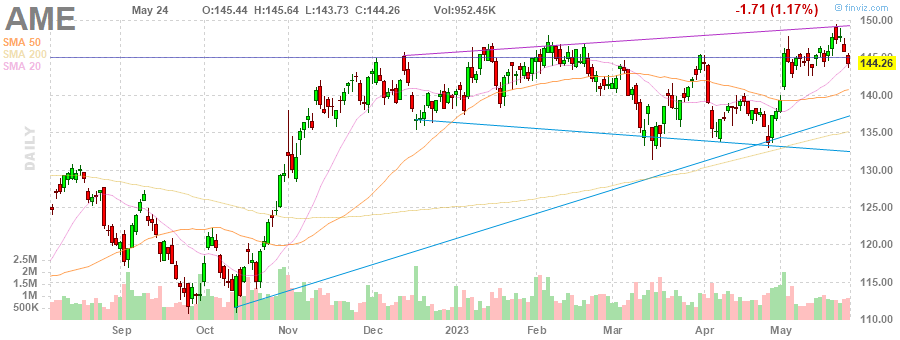 AME
May 24 O:145.44 H:145.64 L:143.73 C:144.26 Vol:952.45K -1.71 (1.17%)
© finviz.com
SMA 50
SMA 200
SMA 20
DAILY
150.00
145.00
144.26
140.00
135.00
130.00
125.00
120.00
115.00
110.00
2.5M
2M
1.5M
1M
500K
Sep Oct Nov Dec 2023 Feb Mar Apr May